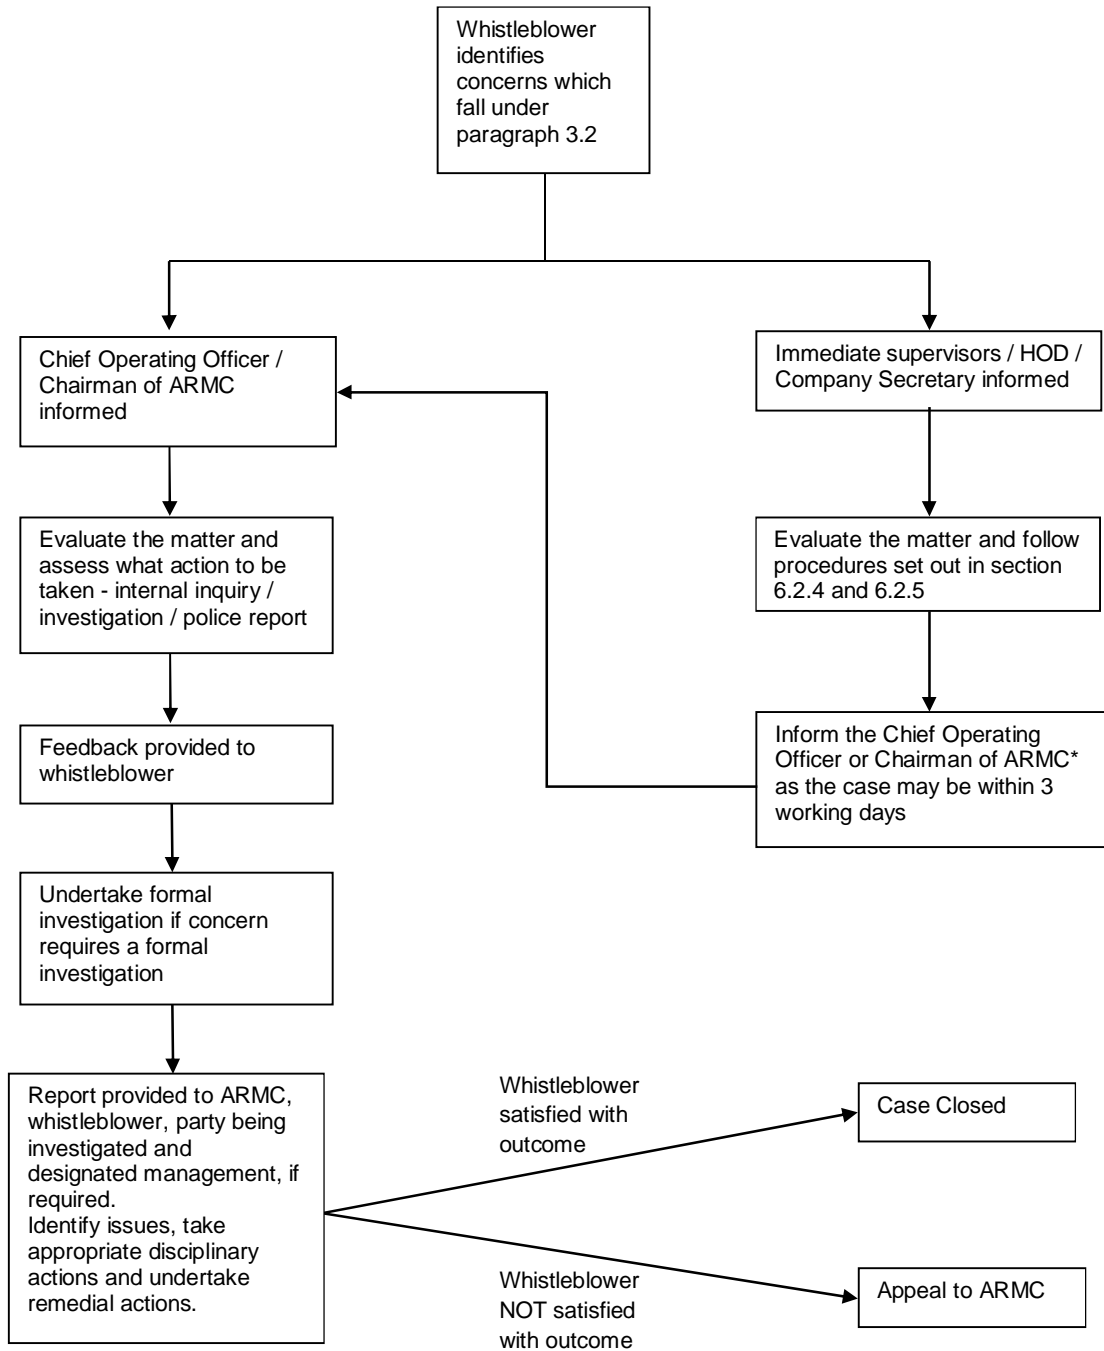 Whistleblower
identifies
concerns which
fall under
paragraph 3.2
Chief Operating Officer /
Chairman of ARMC
informed
Immediate supervisors / HOD /
Company Secretary informed
Evaluate the matter and
assess what action to be
taken - internal inquiry /
investigation / police report
Evaluate the matter and follow
procedures set out in section
6.2.4 and 6.2.5
Feedback provided to
whistleblower
Inform the Chief Operating
Officer or Chairman of ARMC*
as the case may be within 3
working days
Undertake formal
investigation if concern
requires a formal
investigation
Report provided to ARMC,
whistleblower, party being
investigated and
designated management, if
required.
Identify issues, take
appropriate disciplinary
actions and undertake
remedial actions.
Whistleblower
satisfied with
outcome
Case Closed
Whistleblower
NOT satisfied
with outcome
Appeal to ARMC